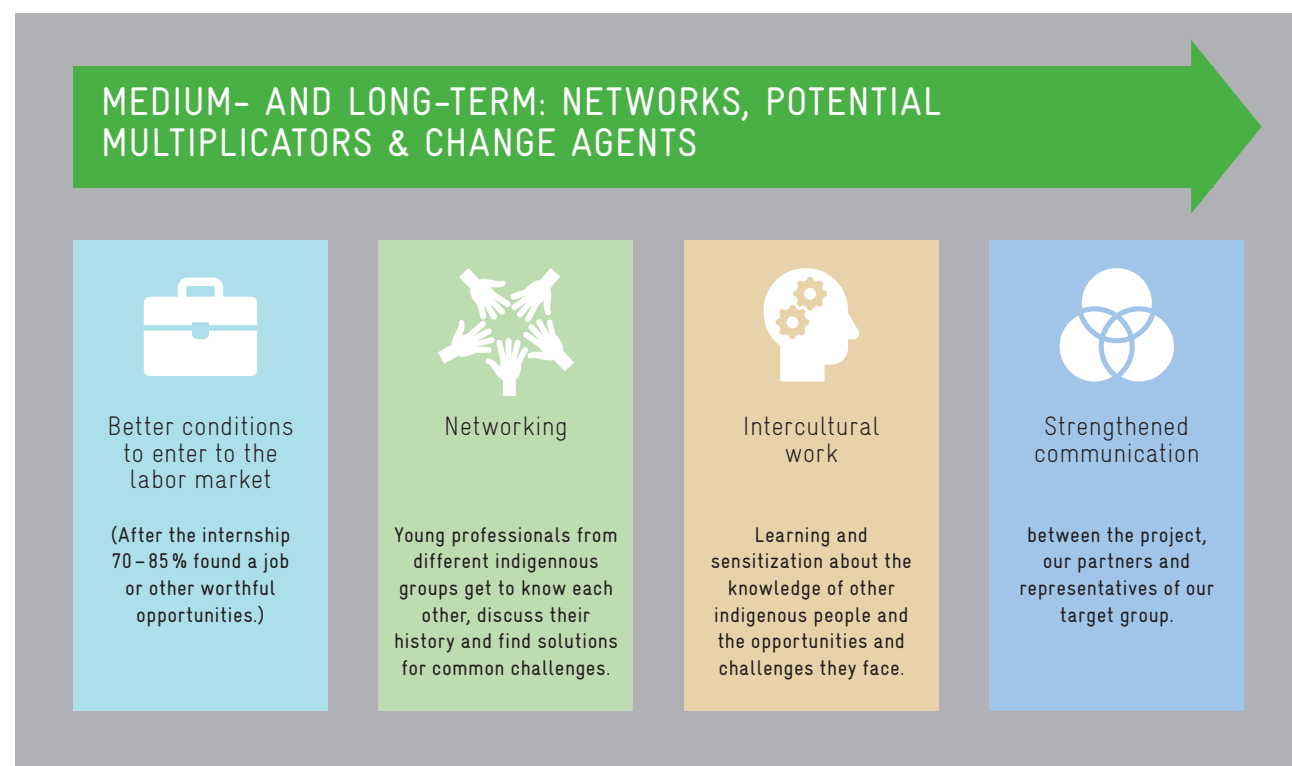 MEDIUM- AND LONG-TERM: NETWORKS, POTENTIAL
MULTIPLICATORS & CHANGE AGENTS
Better conditions
to enter to the
labor market
(After the internship
70–85% found a job
or other worthful
opportunities.)
Networking
Young professionals from
different indigennous
groups get to know each
other, discuss their
history and find solutions
for common challenges.
Intercultural
work
Learning and
sensitization about the
knowledge of other
indigenous people and
the opportunities and
challenges they face.
Strengthened
communication
between the project,
our partners and
representatives of our
target group.